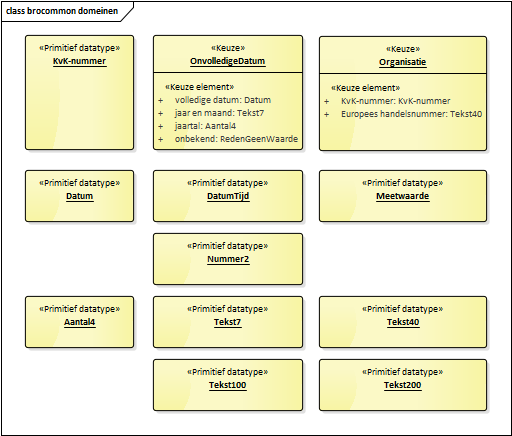 class brocommon domeinen
«Primitief datatype»
KvK-nummer
«Keuze»
OnvolledigeDatum
«Keuze element»
+ volledige datum: Datum
+ jaar en maand: Tekst7
+ jaartal: Aantal4
+ onbekend: RedenGeenWaarde
«Keuze»
Organisatie
«Keuze element»
+ KvK-nummer: KvK-nummer
+ Europees handelsnummer: Tekst40
«Primitief datatype»
Datum
«Primitief datatype»
DatumTijd
«Primitief datatype»
Meetwaarde
«Primitief datatype»
Nummer2
«Primitief datatype»
Aantal4
«Primitief datatype»
Tekst7
«Primitief datatype»
Tekst40
«Primitief datatype»
Tekst100
«Primitief datatype»
Tekst200